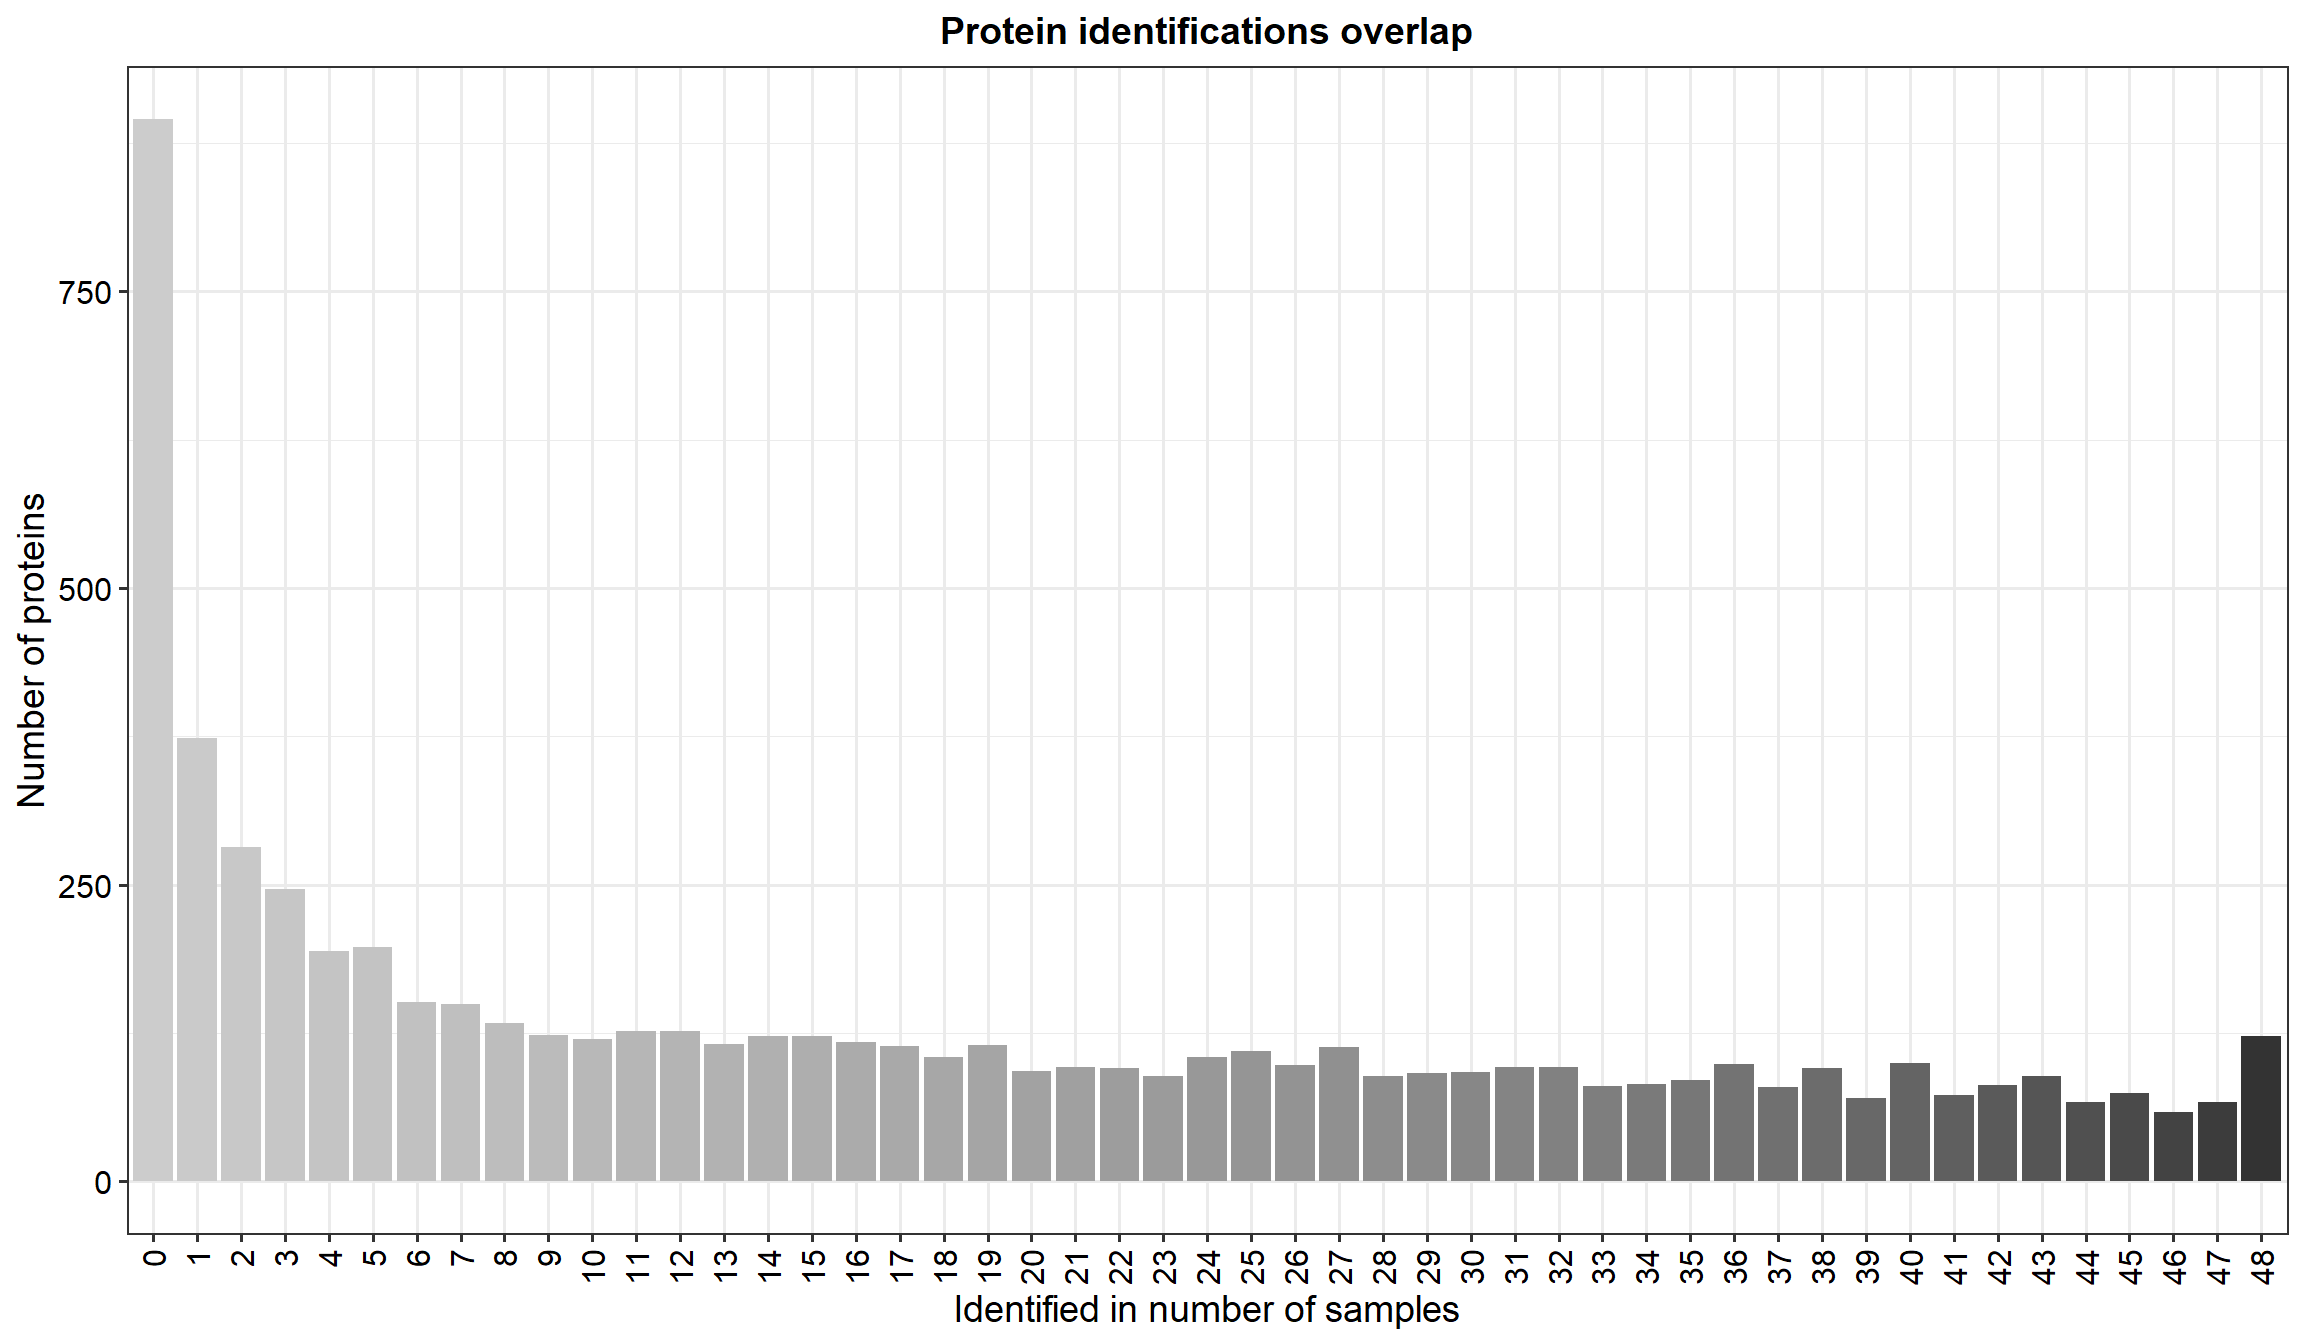 Protein identifications overlap
Number of proteins
750
500
250
0
0 1 2 3 4 5 6 7 8 9 10 11 12 13 14 15 16 17 18 19 20 21 22 23 24 25 26 27 28 29 30 31 32 33 34 35 36 37 38 39 40 41 42 43 44 45 46 47 48
Identified in number of samples